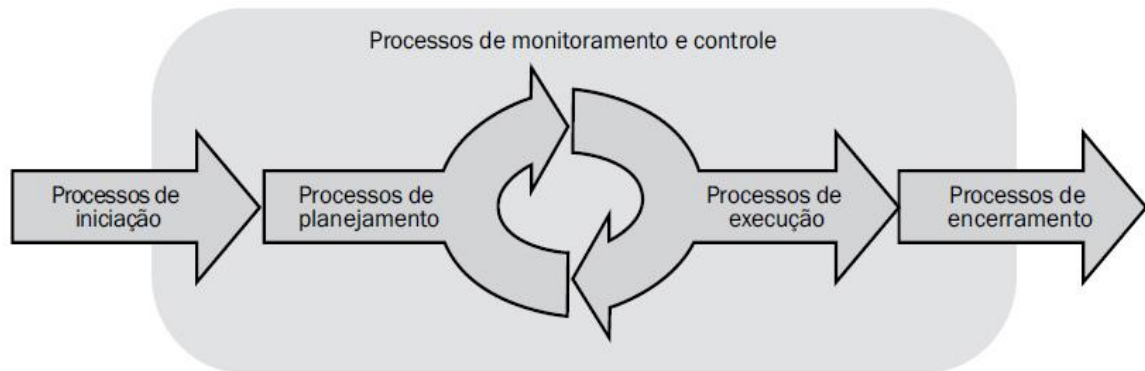 Processos de monitoramento e controle
Processos de
iniciação
Processos de
planejamento
Processos de
execução
Processos de
encerramento